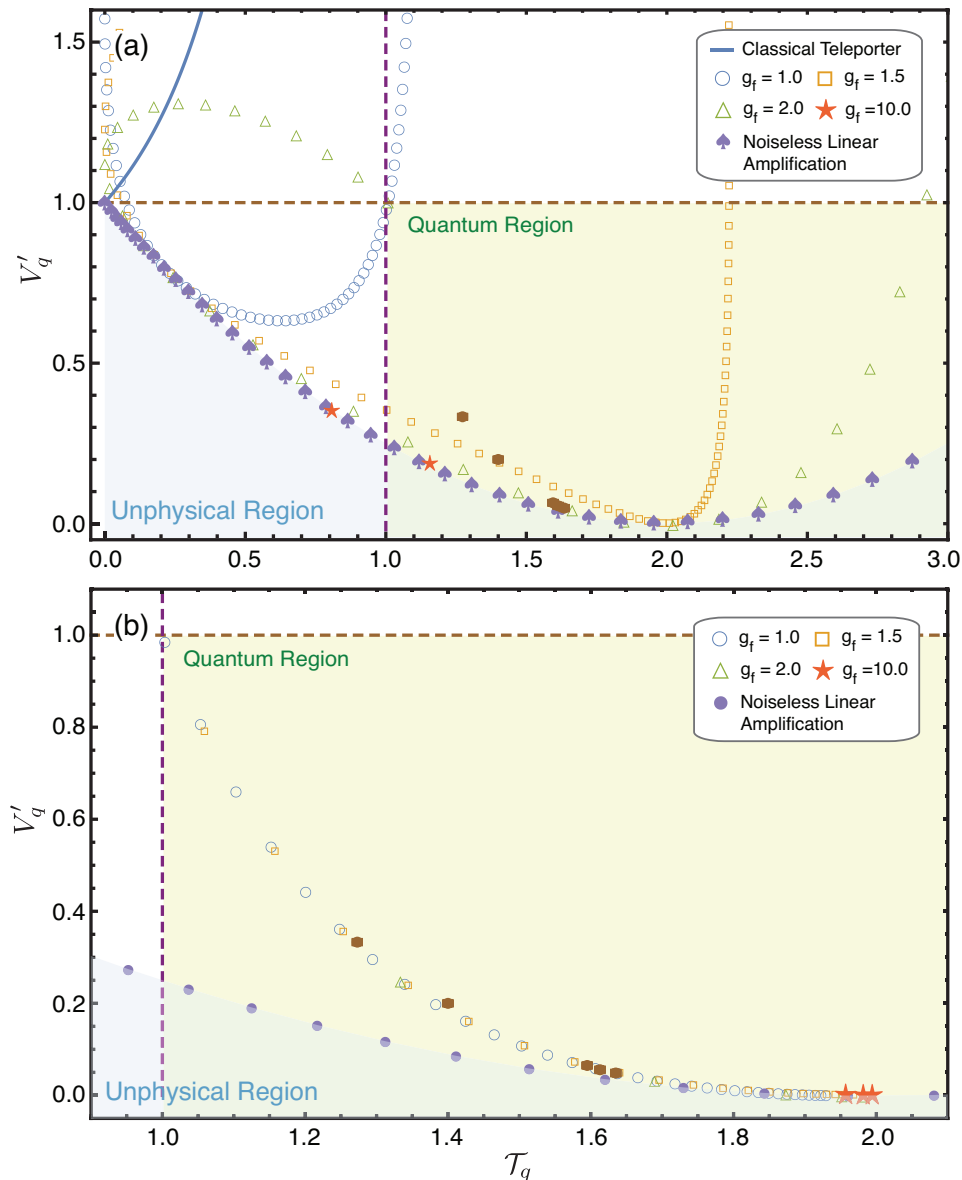 (a)
Classical Teleporter
g_f = 1.0 g_f = 1.5
g_f = 2.0 g_f =10.0
Noiseless Linear
Amplification
Quantum Region
Unphysical Region
V_q′
1.5
1.0
0.5
0.0
0.0 0.5 1.0 1.5 2.0 2.5 3.0
(b)
g_f = 1.0 g_f = 1.5
g_f = 2.0 g_f =10.0
Noiseless Linear
Amplification
Quantum Region
Unphysical Region
V_q′
1.0
0.8
0.6
0.4
0.2
0.0
1.0 1.2 1.4 1.6 1.8 2.0
𝒯_q